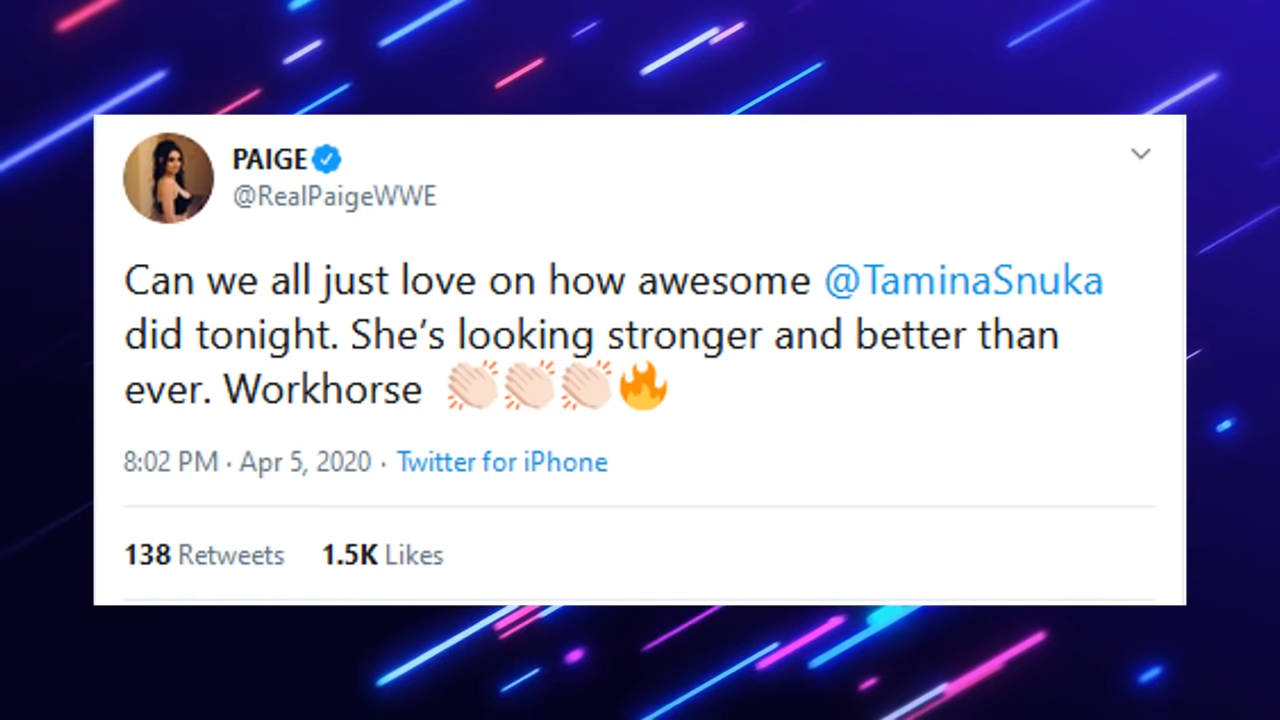 PAIGE
@RealPaigeWWE
Can we all just love on how awesome @TaminaSnuka
did tonight. She’s looking stronger and better than
ever. Workhorse 👏🏻👏🏻👏🏻🔥
8:02 PM · Apr 5, 2020 · Twitter for iPhone
138 Retweets 1.5K Likes